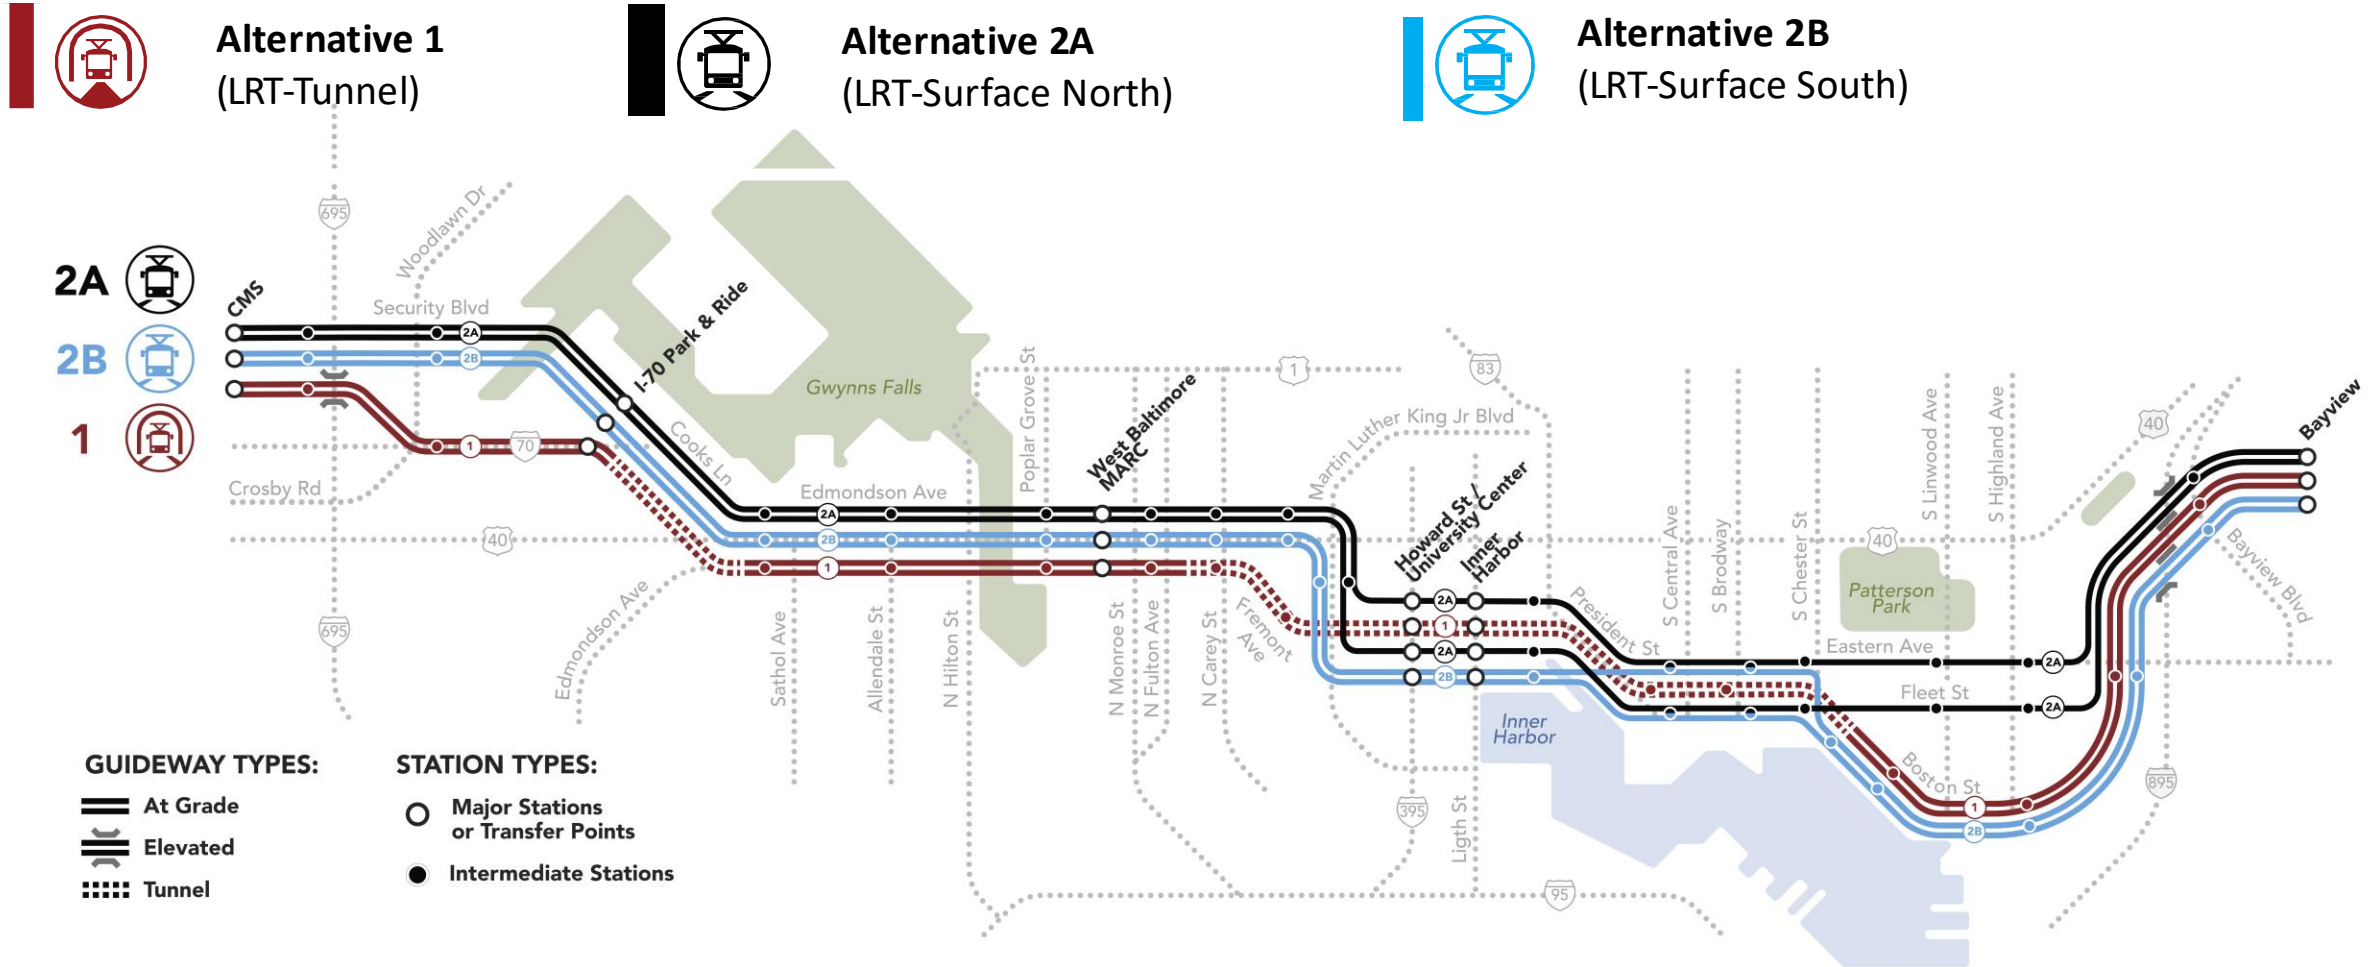 Alternative 1
(LRT-Tunnel)
Alternative 2A
(LRT-Surface North)
Alternative 2B
(LRT-Surface South)
695
Woodlawn Dr
2A
2B
1
CMS
Security Blvd
2A
2B
1
70
I-70 Park & Ride
Crosby Rd
40
695
Cooks Ln
Gwynns Falls
Edmondson Ave
2A
2B
1
Edmondson Ave
Sathol Ave
Allendale St
N Hilton St
Poplar Grove St
West Baltimore
MARC
N Monroe St
N Fulton Ave
N Carey St
Fremont
Ave
1
83
Martin Luther King Jr Blvd
Howard St /
University Center
Inner
Harbor
2A
1
2A
2B
President St
S Central Ave
S Brodway
S Chester St
S Linwood Ave
S Highland Ave
40
40
Patterson
Park
Eastern Ave
2A
Fleet St
2A
Inner
Harbor
Boston St
1
2B
395
Ligth St
95
895
Bayview
Bayview Blvd
GUIDEWAY TYPES:
At Grade
Elevated
Tunnel
STATION TYPES:
Major Stations
or Transfer Points
Intermediate Stations